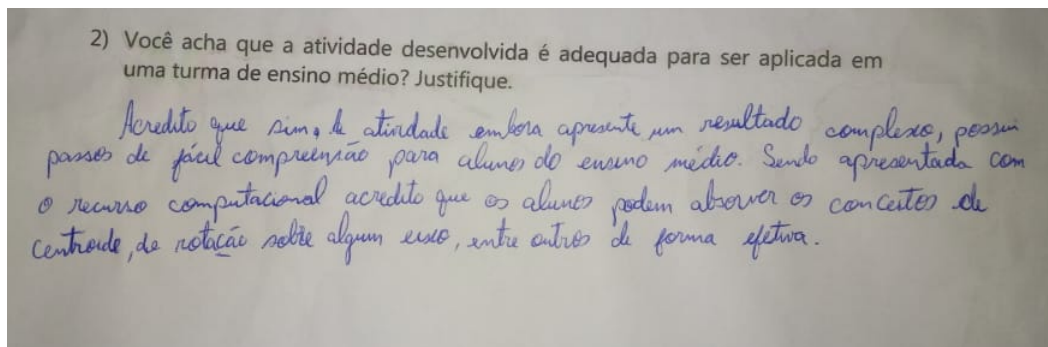 2) Você acha que a atividade desenvolvida é adequada para ser aplicada em
uma turma de ensino médio? Justifique.
Acredito que sim, a atividade embora apresente um resultado complexo, possui
passos de fácil compreensão para alunos do ensino médio. Sendo apresentada com
o recurso computacional acredito que os alunos podem absorver os conceitos de
centroide, de rotação sobre algum eixo, entre outros de forma efetiva.